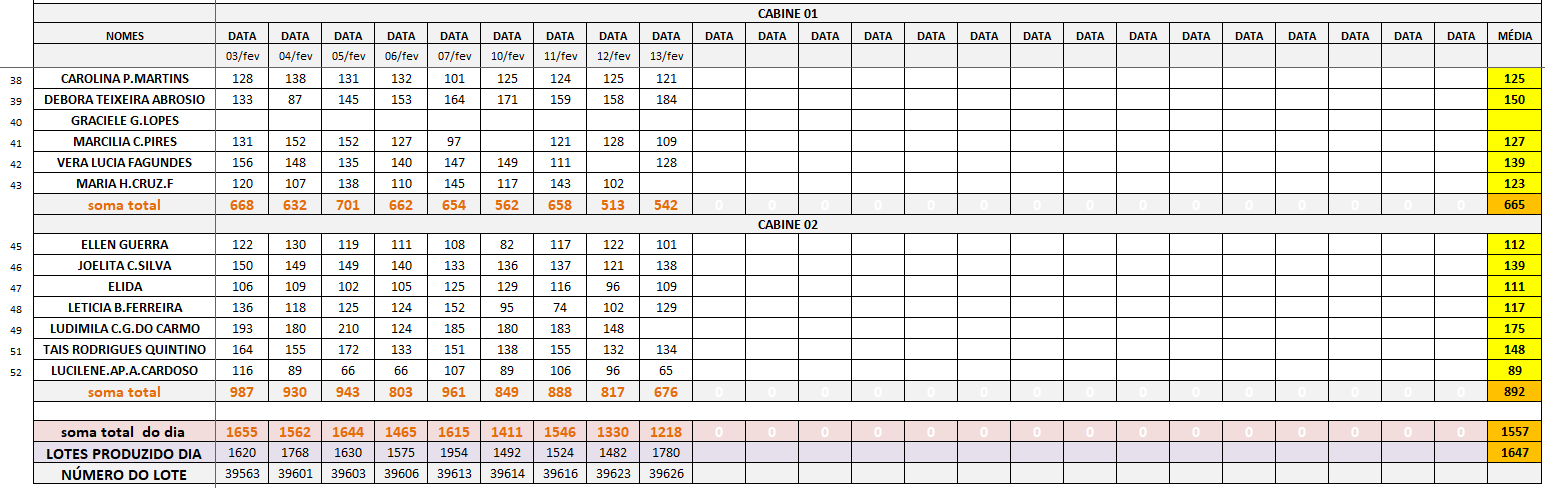 CABINE 01
NOMES DATA DATA DATA DATA DATA DATA DATA DATA DATA DATA DATA DATA DATA DATA DATA DATA DATA DATA DATA DATA DATA DATA DATA DATA MÉDIA
03/fev 04/fev 05/fev 06/fev 07/fev 10/fev 11/fev 12/fev 13/fev
38 CAROLINA P.MARTINS 128 138 131 132 101 125 124 125 121 125
39 DEBORA TEIXEIRA ABROSIO 133 87 145 153 164 171 159 158 184 150
40 GRACIELE G.LOPES
41 MARCILIA C.PIRES 131 152 152 127 97 121 128 109 127
42 VERA LUCIA FAGUNDES 156 148 135 140 147 149 111 128 139
43 MARIA H.CRUZ.F 120 107 138 110 145 117 143 102 123
soma total 668 632 701 662 654 562 658 513 542 0 0 0 0 0 0 0 0 0 0 0 0 0 0 0 665
CABINE 02
45 ELLEN GUERRA 122 130 119 111 108 82 117 122 101 112
46 JOELITA C.SILVA 150 149 149 140 133 136 137 121 138 139
47 ELIDA 106 109 102 105 125 129 116 96 109 111
48 LETICIA B.FERREIRA 136 118 125 124 152 95 74 102 129 117
49 LUDIMILA C.G.DO CARMO 193 180 210 124 185 180 183 148 175
51 TAIS RODRIGUES QUINTINO 164 155 172 133 151 138 155 132 134 148
52 LUCILENE.AP.A.CARDOSO 116 89 66 66 107 89 106 96 65 89
soma total 987 930 943 803 961 849 888 817 676 0 0 0 0 0 0 0 0 0 0 0 0 0 0 0 892
soma total do dia 1655 1562 1644 1465 1615 1411 1546 1330 1218 0 0 0 0 0 0 0 0 0 0 0 0 0 0 0 1557
LOTES PRODUZIDO DIA 1620 1768 1630 1575 1954 1492 1524 1482 1780 1647
NÚMERO DO LOTE 39563 39601 39603 39606 39613 39614 39616 39623 39626